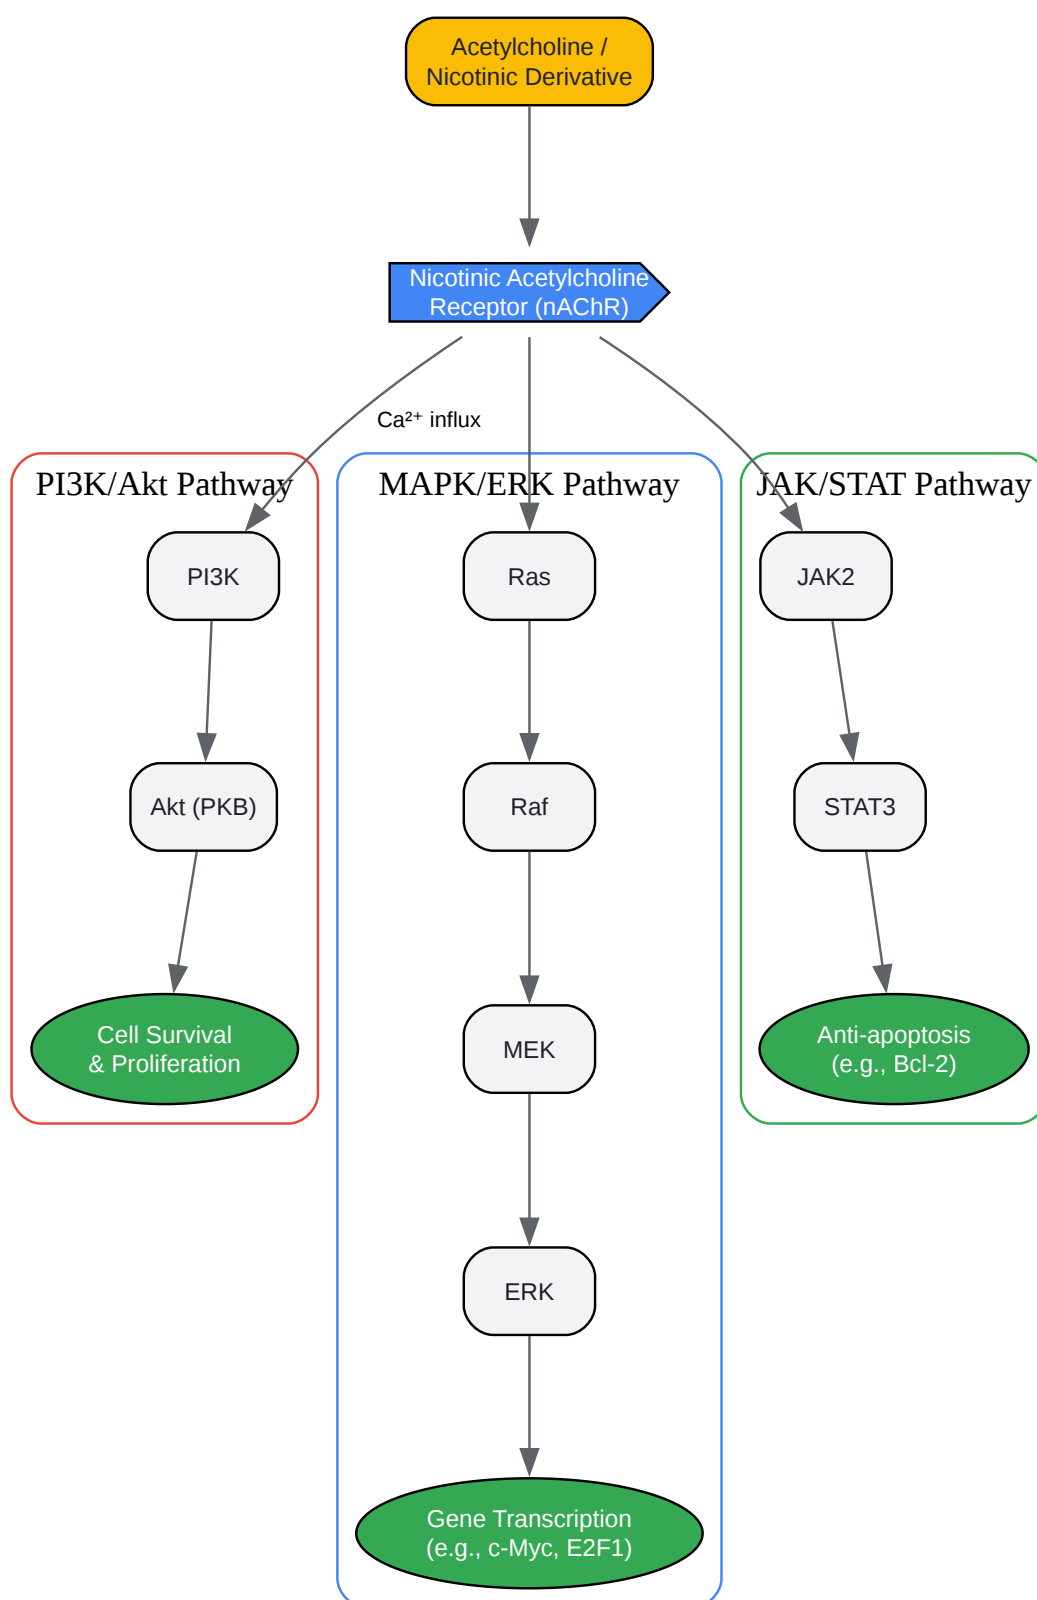 Acetylcholine /
Nicotinic Derivative
Nicotinic Acetylcholine
Receptor (nAChR)
Ca²⁺ influx
PI3K/Akt Pathway
MAPK/ERK Pathway
JAK/STAT Pathway
PI3K
Ras
JAK2
Akt (PKB)
Raf
STAT3
Cell Survival
& Proliferation
MEK
Anti-apoptosis
(e.g., Bcl-2)
ERK
Gene Transcription
(e.g., c-Myc, E2F1)